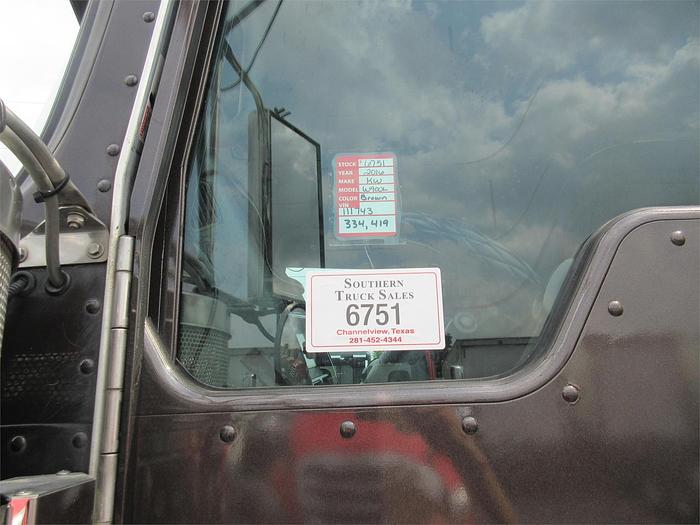 STOCK 6751
YEAR 2016
MAKE KW
MODEL W900L
COLOR Brown
VIN
111743
334,419
SOUTHERN
TRUCK SALES
6751
Channelview, Texas
281-452-4344